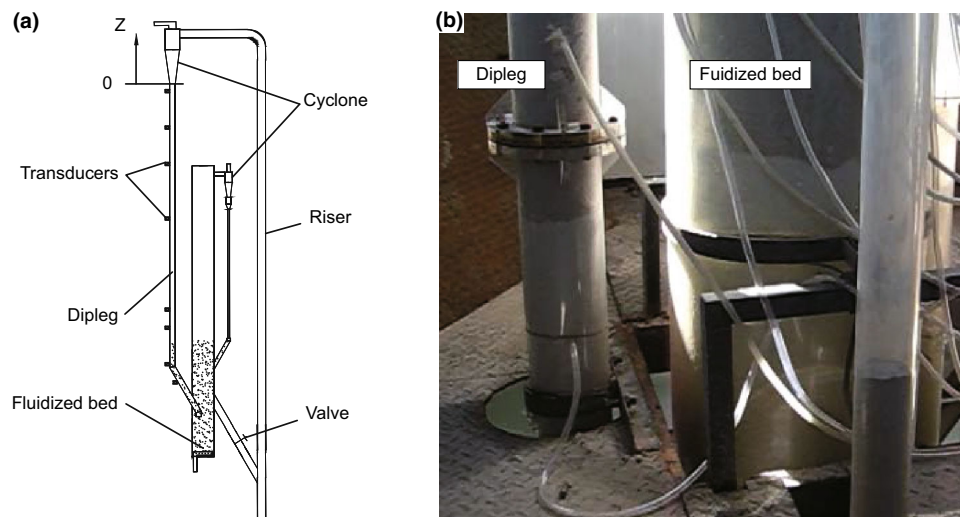 (a)
Z
0
Cyclone
Transducers
Riser
Dipleg
Fluidized bed
Valve
(b)
Dipleg
Fuidized bed